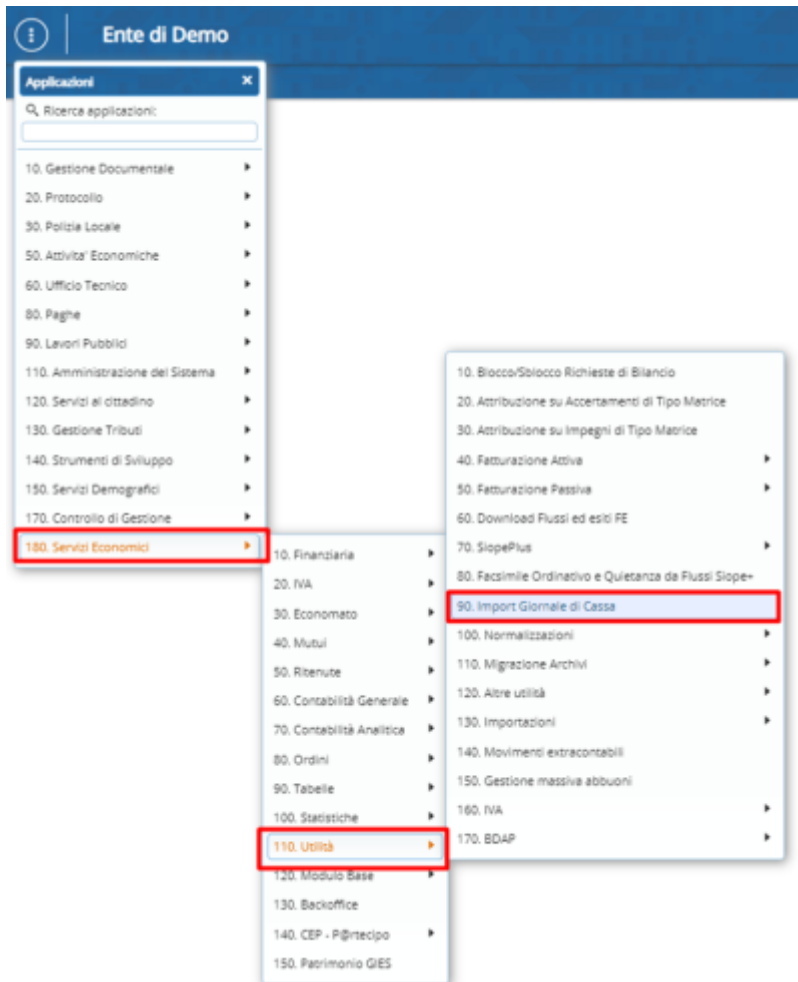 Ente di Demo
Applicazioni
Ricerca applicazioni:
10. Gestione Documentale
20. Protocollo
30. Polizia Locale
50. Attivita' Economiche
60. Ufficio Tecnico
80. Paghe
90. Lavori Pubblici
110. Amministrazione del Sistema
120. Servizi al cittadino
130. Gestione Tributi
140. Strumenti di Sviluppo
150. Servizi Demografici
170. Controllo di Gestione
180. Servizi Economici
10. Finanziaria
20. IVA
30. Economato
40. Mutui
50. Ritenute
60. Contabilità Generale
70. Contabilità Analitica
80. Ordini
90. Tabelle
100. Statistiche
110. Utilità
120. Modulo Base
130. Backoffice
140. CEP - P@rtecipo
150. Patrimonio GIES
10. Blocco/Sblocco Richieste di Bilancio
20. Attribuzione su Accertamenti di Tipo Matrice
30. Attribuzione su Impegni di Tipo Matrice
40. Fatturazione Attiva
50. Fatturazione Passiva
60. Download Flussi ed esiti FE
70. SiopePlus
80. Facsimile Ordinativo e Quietanza da Flussi Siope+
90. Import Giornale di Cassa
100. Normalizzazioni
110. Migrazione Archivi
120. Altre utilità
130. Importazioni
140. Movimenti extracontabili
150. Gestione massiva abbuoni
160. IVA
170. BDAP